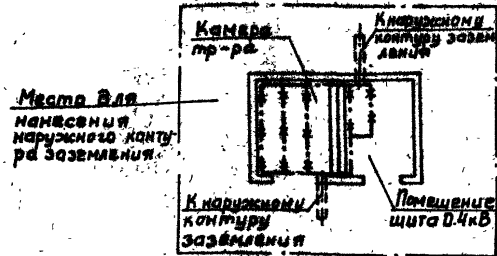 Камера
тр-ра
К наружному
контуру зазем-
ления
Место для
нанесения
наружного конту-
ра заземления
К наружному
контуру
заземления
Помещение
щита 0.4кВ